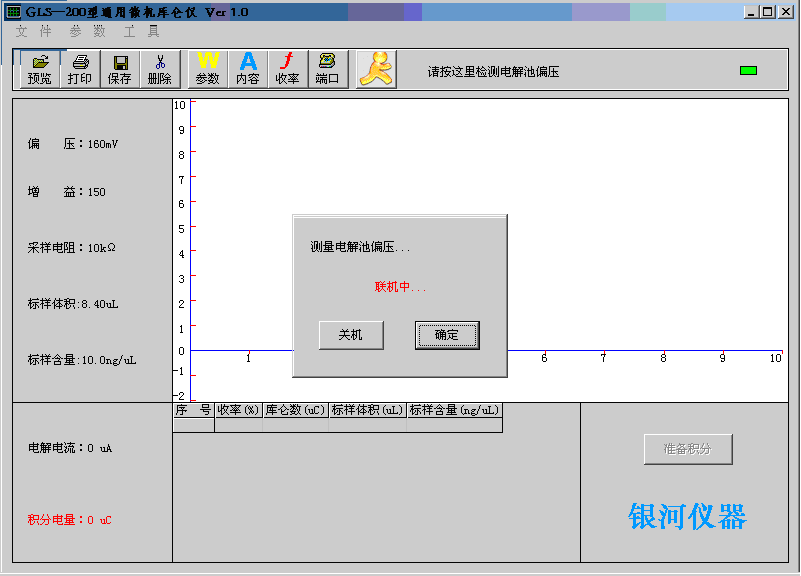 GLS—200型通用微机库仑仪 Ver 1.0
文 件 参 数 工 具
预览 打印 保存 删除 W 参数 A 内容 f 收率 端口 请按这里检测电解池偏压
偏 压：160mV
增 益：150
采样电阻：10kΩ
标样体积:8.40uL
标样含量:10.0ng/uL
10
9
8
7
6
5
4
3
2
1
0
-1
-2
1 6 7 8 9 10
测量电解池偏压...
联机中...
关机 确定
序 号 收率(%) 库仑数(uC) 标样体积(uL) 标样含量(ng/uL)
电解电流：0 uA
积分电量：0 uC
准备积分
银河仪器